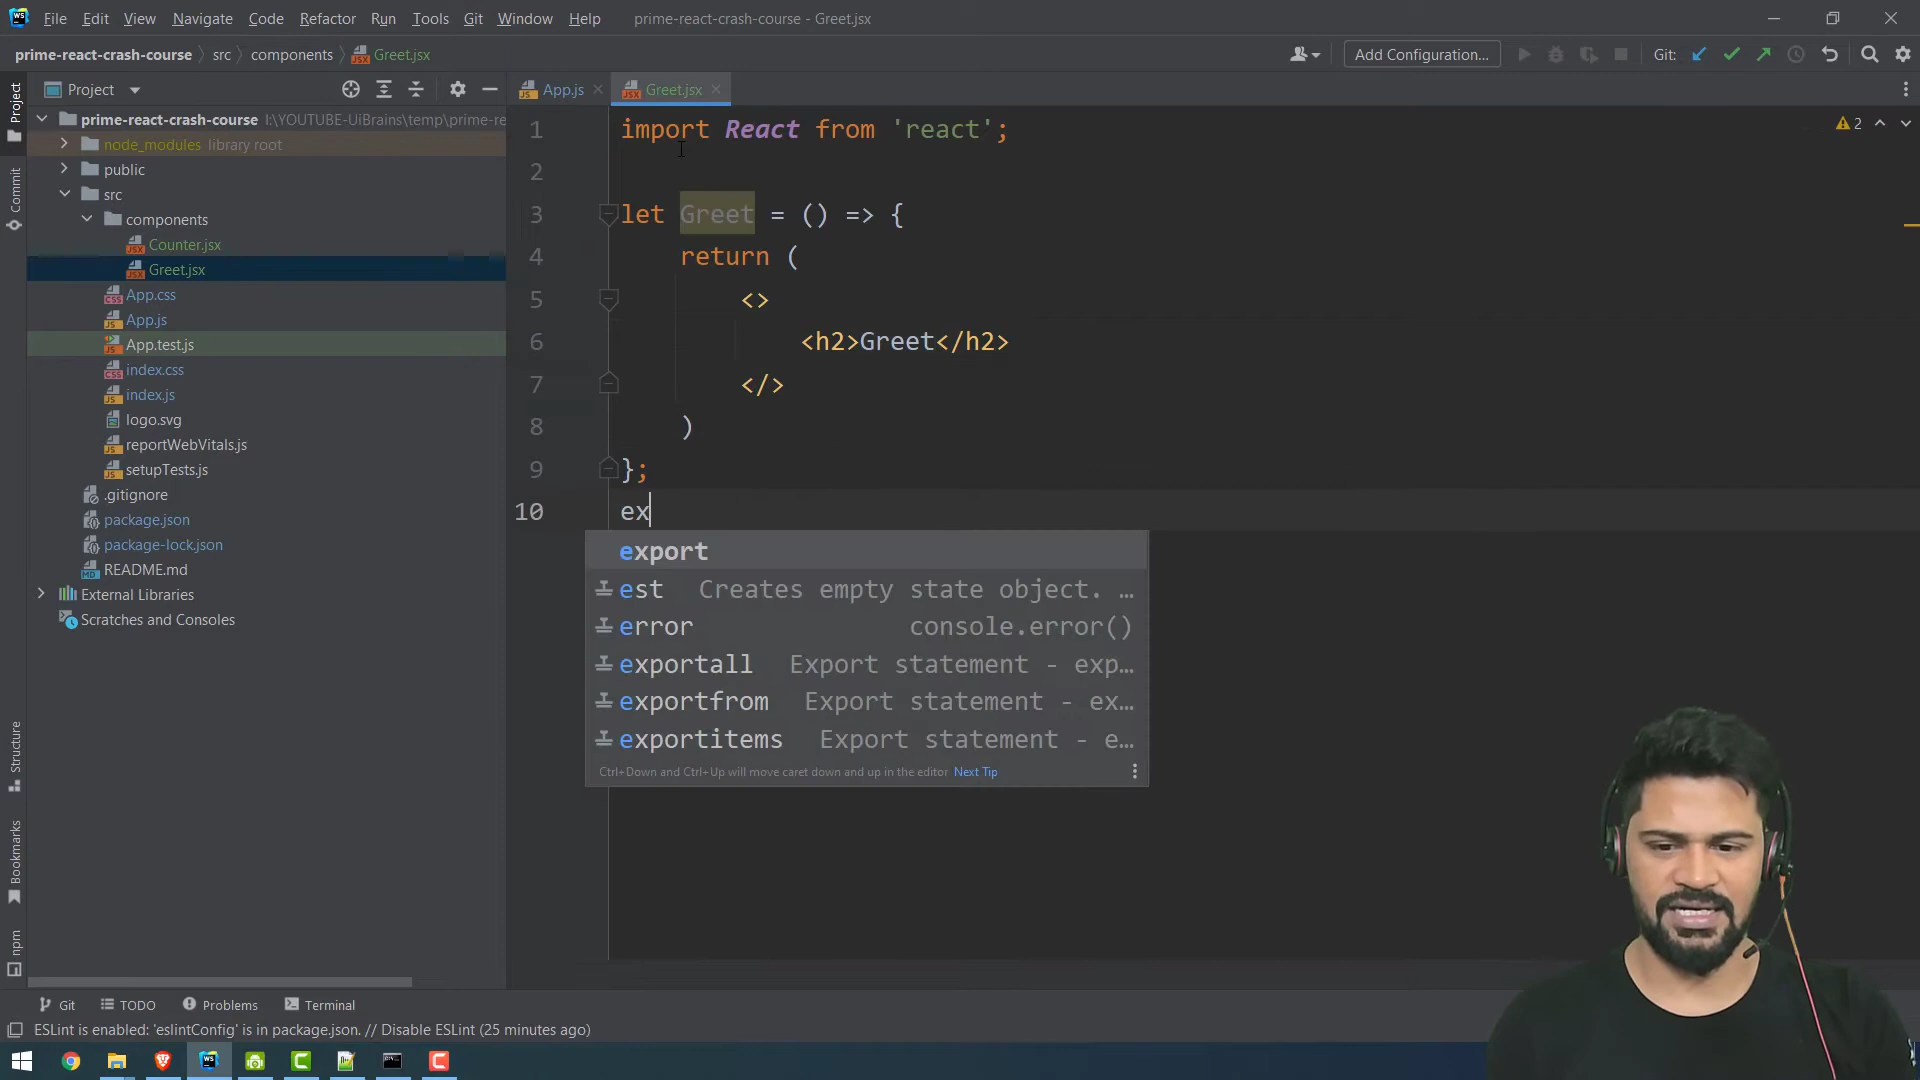 File Edit View Navigate Code Refactor Run Tools Git Window Help prime-react-crash-course - Greet.jsx
prime-react-crash-course src components Greet.jsx Add Configuration... Git:
Project App.js Greet.jsx
prime-react-crash-course I:\YOUTUBE-UiBrains\temp\prime-re
node_modules library root
public
src
components
Counter.jsx
Greet.jsx
App.css
App.js
App.test.js
index.css
index.js
logo.svg
reportWebVitals.js
setupTests.js
.gitignore
package.json
package-lock.json
README.md
External Libraries
Scratches and Consoles
Project
Commit
Structure
Bookmarks
npm
1 import React from 'react';
2
3 let Greet = () => {
4 return (
5 <>
6 <h2>Greet</h2>
7 </>
8 )
9 };
10 ex
2
export
est Creates empty state object. …
error console.error()
exportall Export statement - exp…
exportfrom Export statement - ex…
exportitems Export statement - e…
Ctrl+Down and Ctrl+Up will move caret down and up in the editor Next Tip
Git TODO Problems Terminal
ESLint is enabled: 'eslintConfig' is in package.json. // Disable ESLint (25 minutes ago)